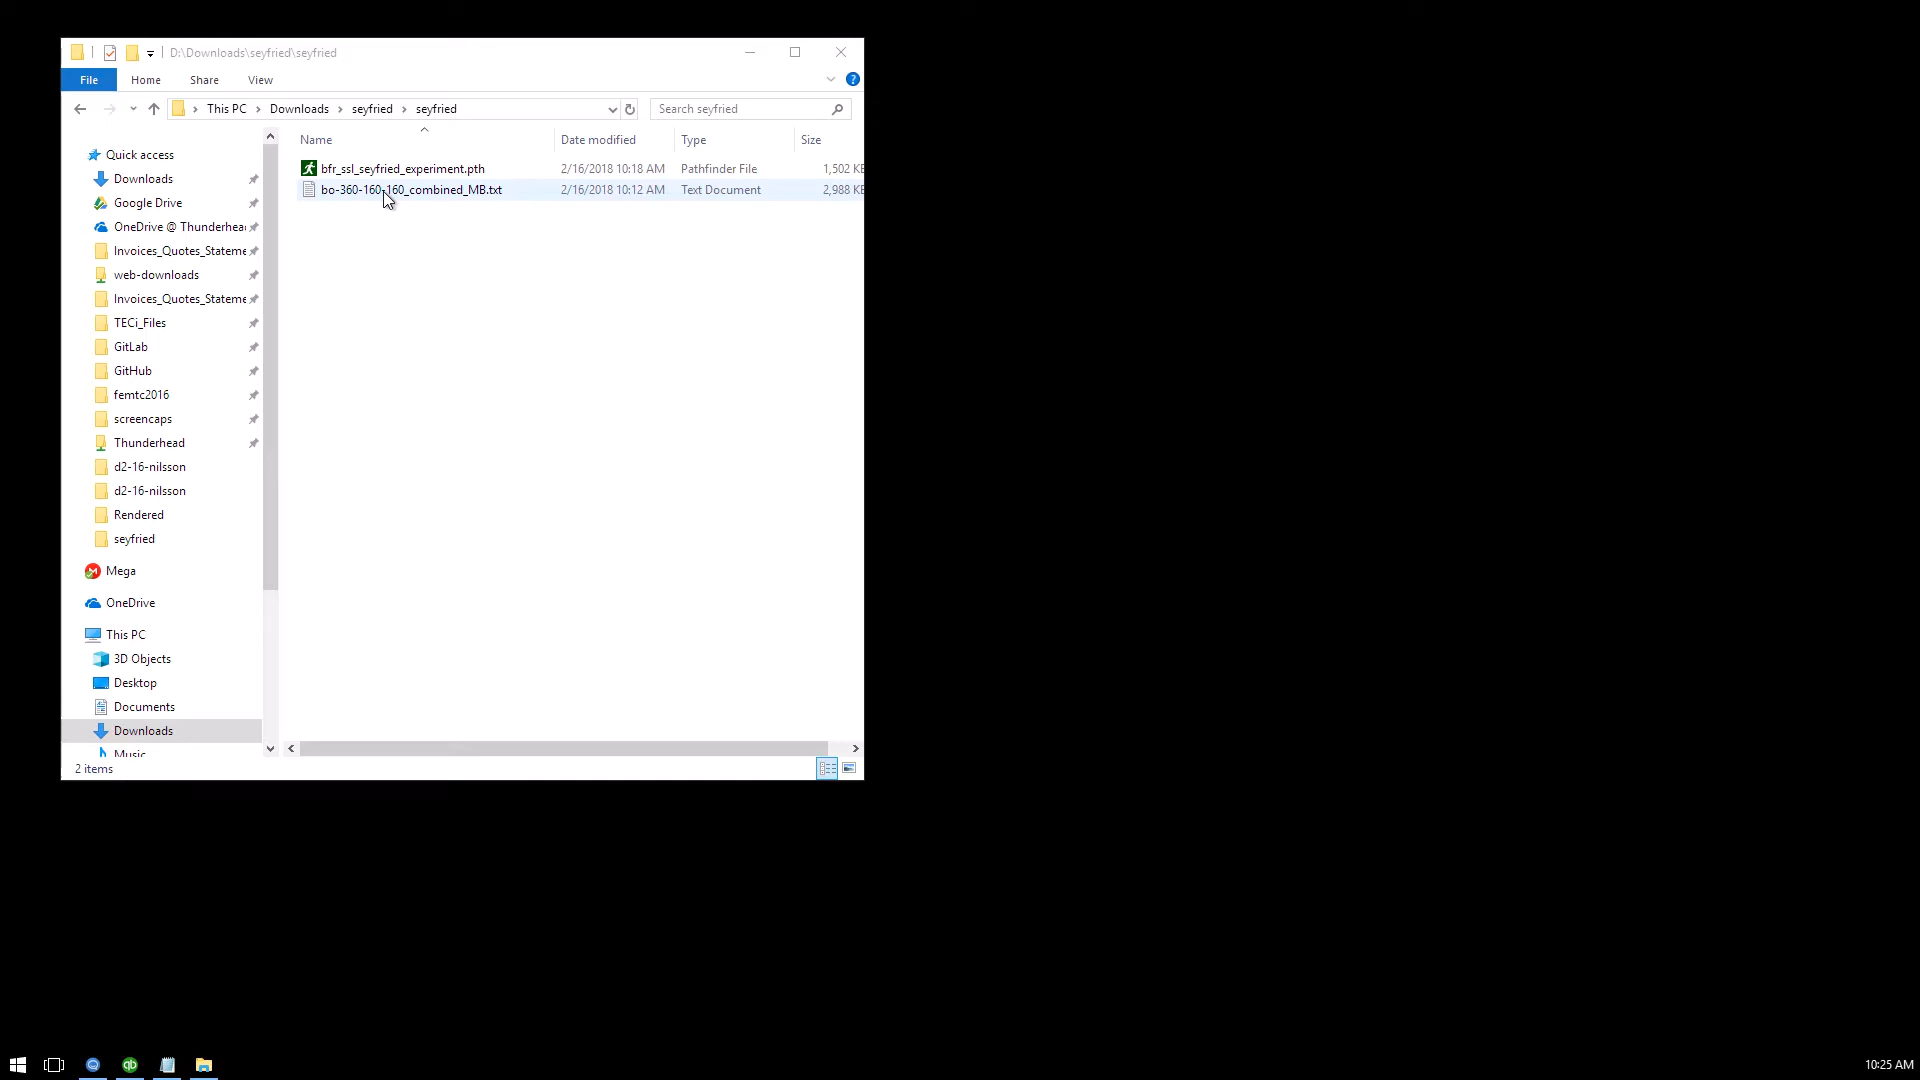 D:\Downloads\seyfried\seyfried
File Home Share View
This PC Downloads seyfried seyfried
Search seyfried
Name Date modified Type Size
bfr_ssl_seyfried_experiment.pth 2/16/2018 10:18 AM Pathfinder File 1,502 KB
bo-360-160-160_combined_MB.txt 2/16/2018 10:12 AM Text Document 2,988 KB
Quick access
Downloads
Google Drive
OneDrive @ Thunderhea
Invoices_Quotes_Stateme
web-downloads
Invoices_Quotes_Stateme
TECi_Files
GitLab
GitHub
femtc2016
screencaps
Thunderhead
d2-16-nilsson
d2-16-nilsson
Rendered
seyfried
Mega
OneDrive
This PC
3D Objects
Desktop
Documents
Downloads
Music
2 items
10:25 AM